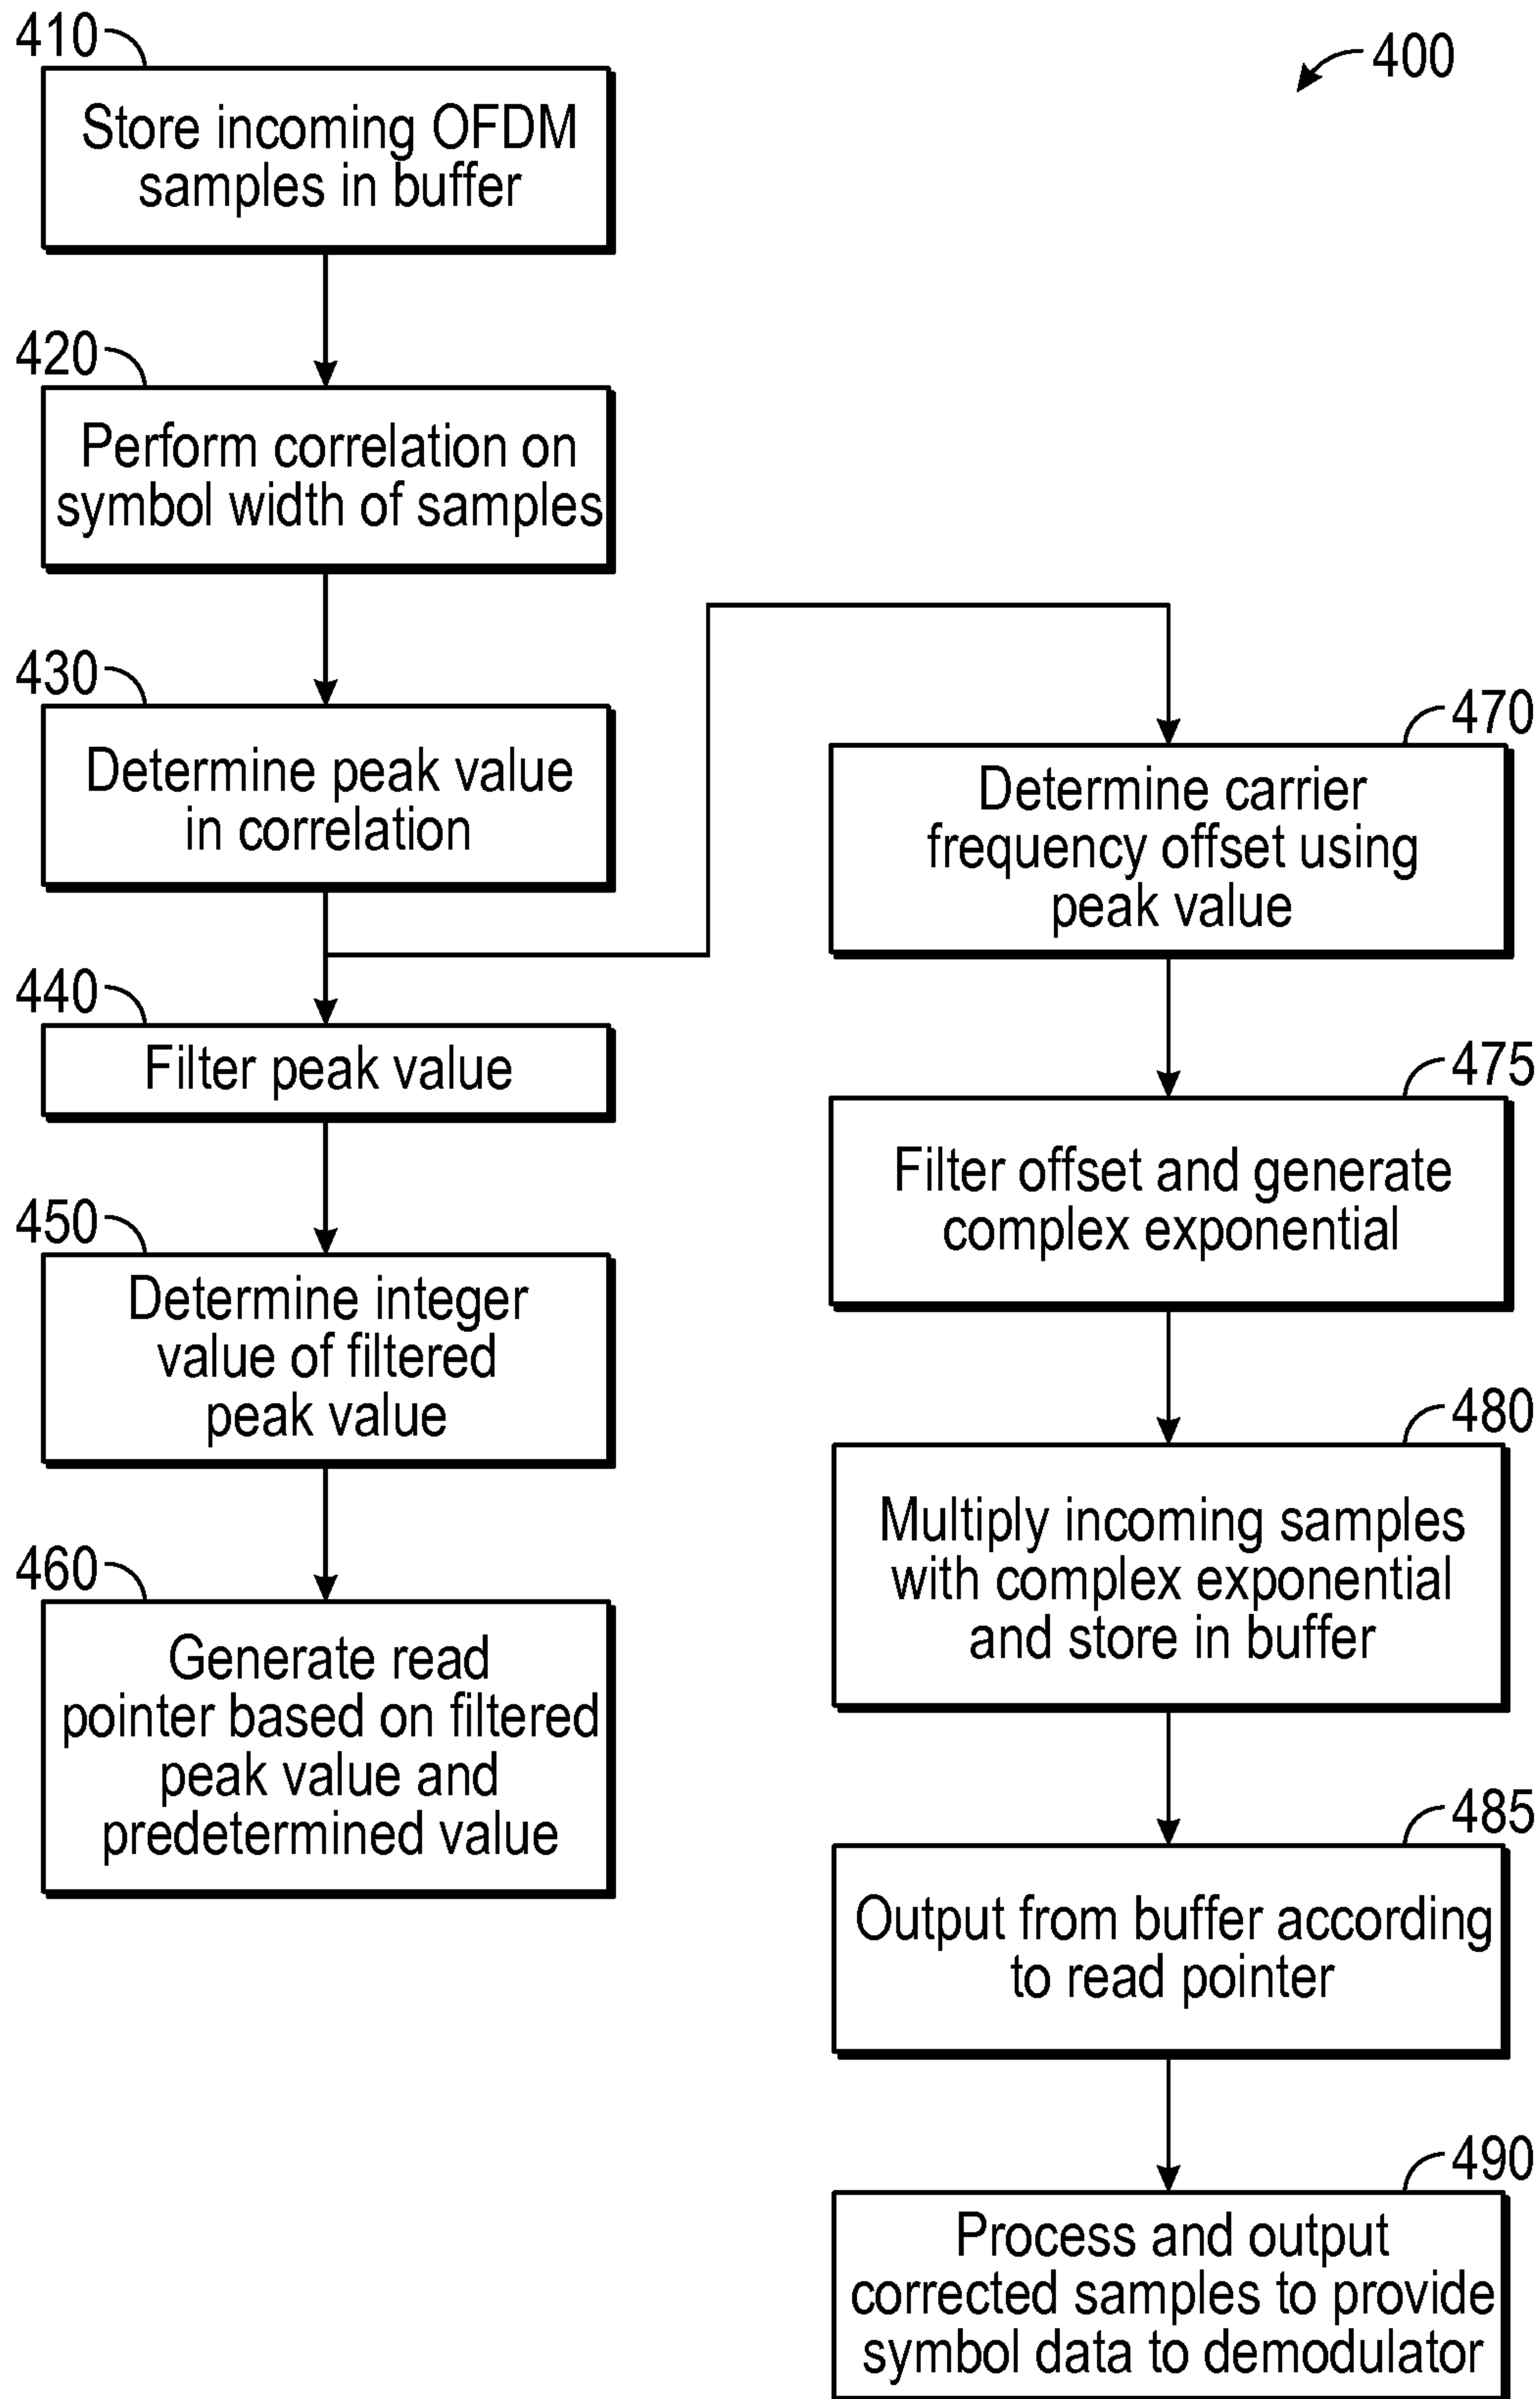 400
410
Store incoming OFDM
samples in buffer
420
Perform correlation on
symbol width of samples
430
Determine peak value
in correlation
440
Filter peak value
450
Determine integer
value of filtered
peak value
460
Generate read
pointer based on filtered
peak value and
predetermined value
470
Determine carrier
frequency offset using
peak value
475
Filter offset and generate
complex exponential
480
Multiply incoming samples
with complex exponential
and store in buffer
485
Output from buffer according
to read pointer
490
Process and output
corrected samples to provide
symbol data to demodulator